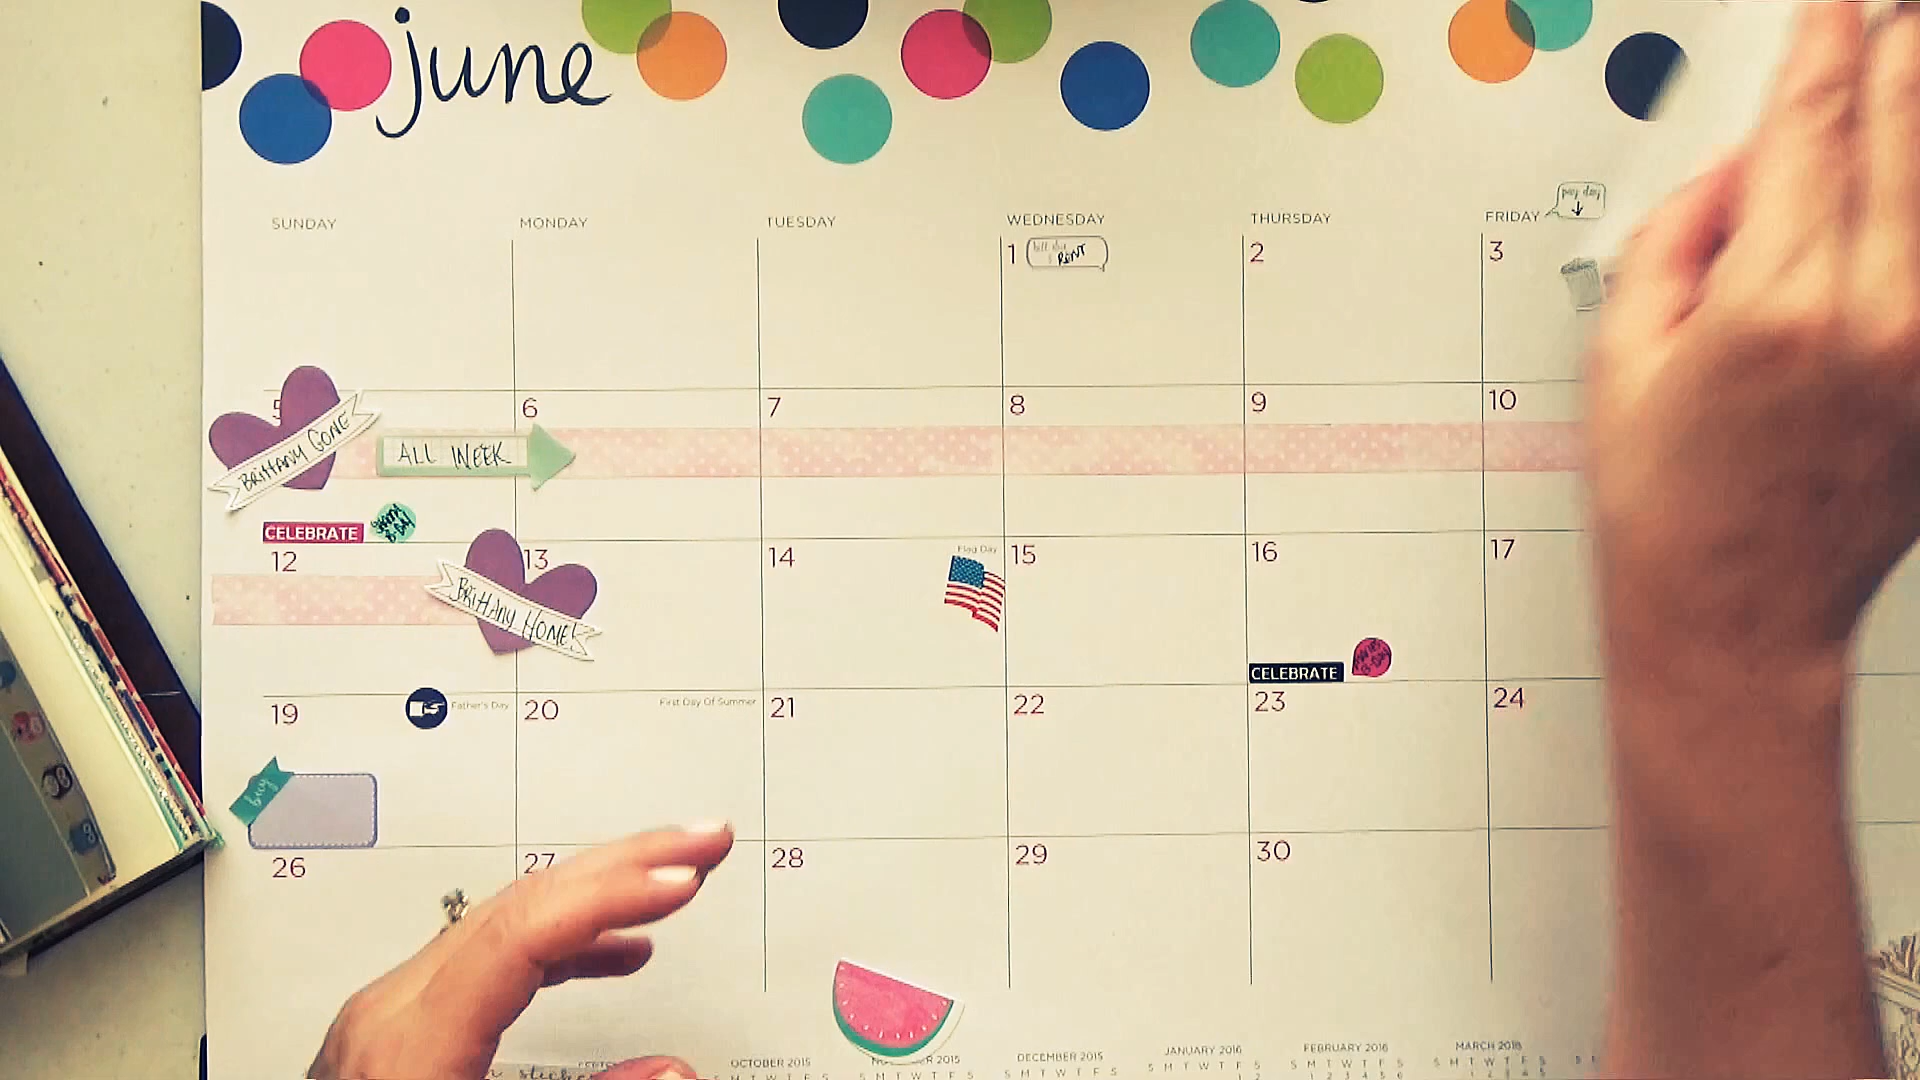 june
SUNDAY MONDAY TUESDAY WEDNESDAY THURSDAY FRIDAY
1 RENT 2 3
5 6 7 8 9 10
BRITTANY GONE
ALL WEEK
CELEBRATE B-DAY
12 13 14 Flag Day 15 16 17
BRITTANY HOME!
CELEBRATE B-DAY
19 Father's Day 20 First Day Of Summer 21 22 23 24
buy
26 27 28 29 30
OCTOBER 2015 2015 DECEMBER 2015 JANUARY 2016 FEBRUARY 2016 MARCH 2016
S M T W T F S